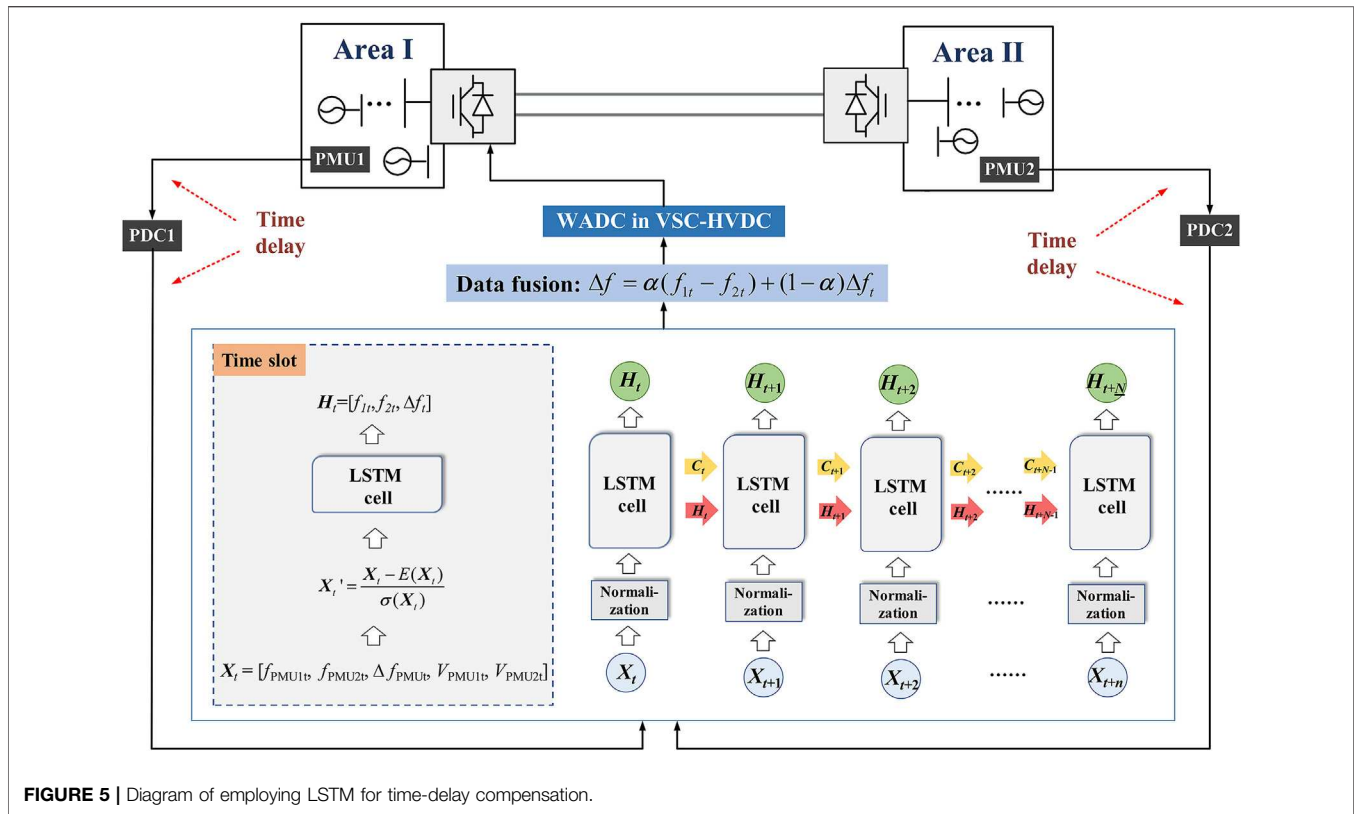 Area I
Area II
...
...
PMU1
PMU2
PDC1
PDC2
Time
delay
Time
delay
WADC in VSC-HVDC
Data fusion: Δf = α(f1t − f2t) + (1−α)Δft
Time slot
Ht=[f1t, f2t, Δft]
LSTM
cell
Xt' = (Xt − E(Xt)) / σ(Xt)
Xt = [fPMU1t, fPMU2t, Δ fPMUt, VPMU1t, VPMU2t]
Ht
Ht+1
Ht+2
Ht+N
LSTM
cell
LSTM
cell
LSTM
cell
LSTM
cell
Ct
Ct+1
Ct+2
Ct+N-1
......
Ht
Ht+1
Ht+2
Ht+N-1
Normali-
zation
Normali-
zation
Normali-
zation
......
Normali-
zation
Xt
Xt+1
Xt+2
......
Xt+n
FIGURE 5 | Diagram of employing LSTM for time-delay compensation.